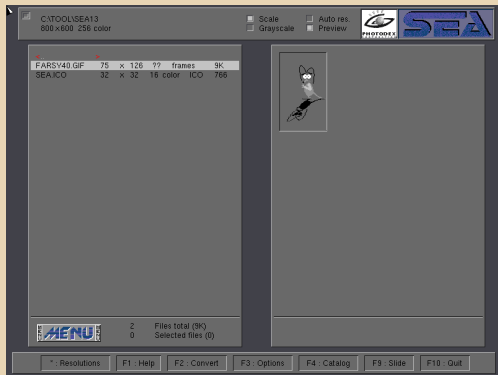 C:\TOOL\SEA13
800×600 256 color
Scale
Grayscale
Auto res.
Preview
PHOTODEX
SEA
FARSY40.GIF 75 x 126 ?? frames 9K
SEA.ICO 32 x 32 16 color ICO 766
MENU
2 Files total (9K)
0 Selected files (0)
* : Resolutions
F1 : Help
F2 : Convert
F3 : Options
F4 : Catalog
F9 : Slide
F10 : Quit